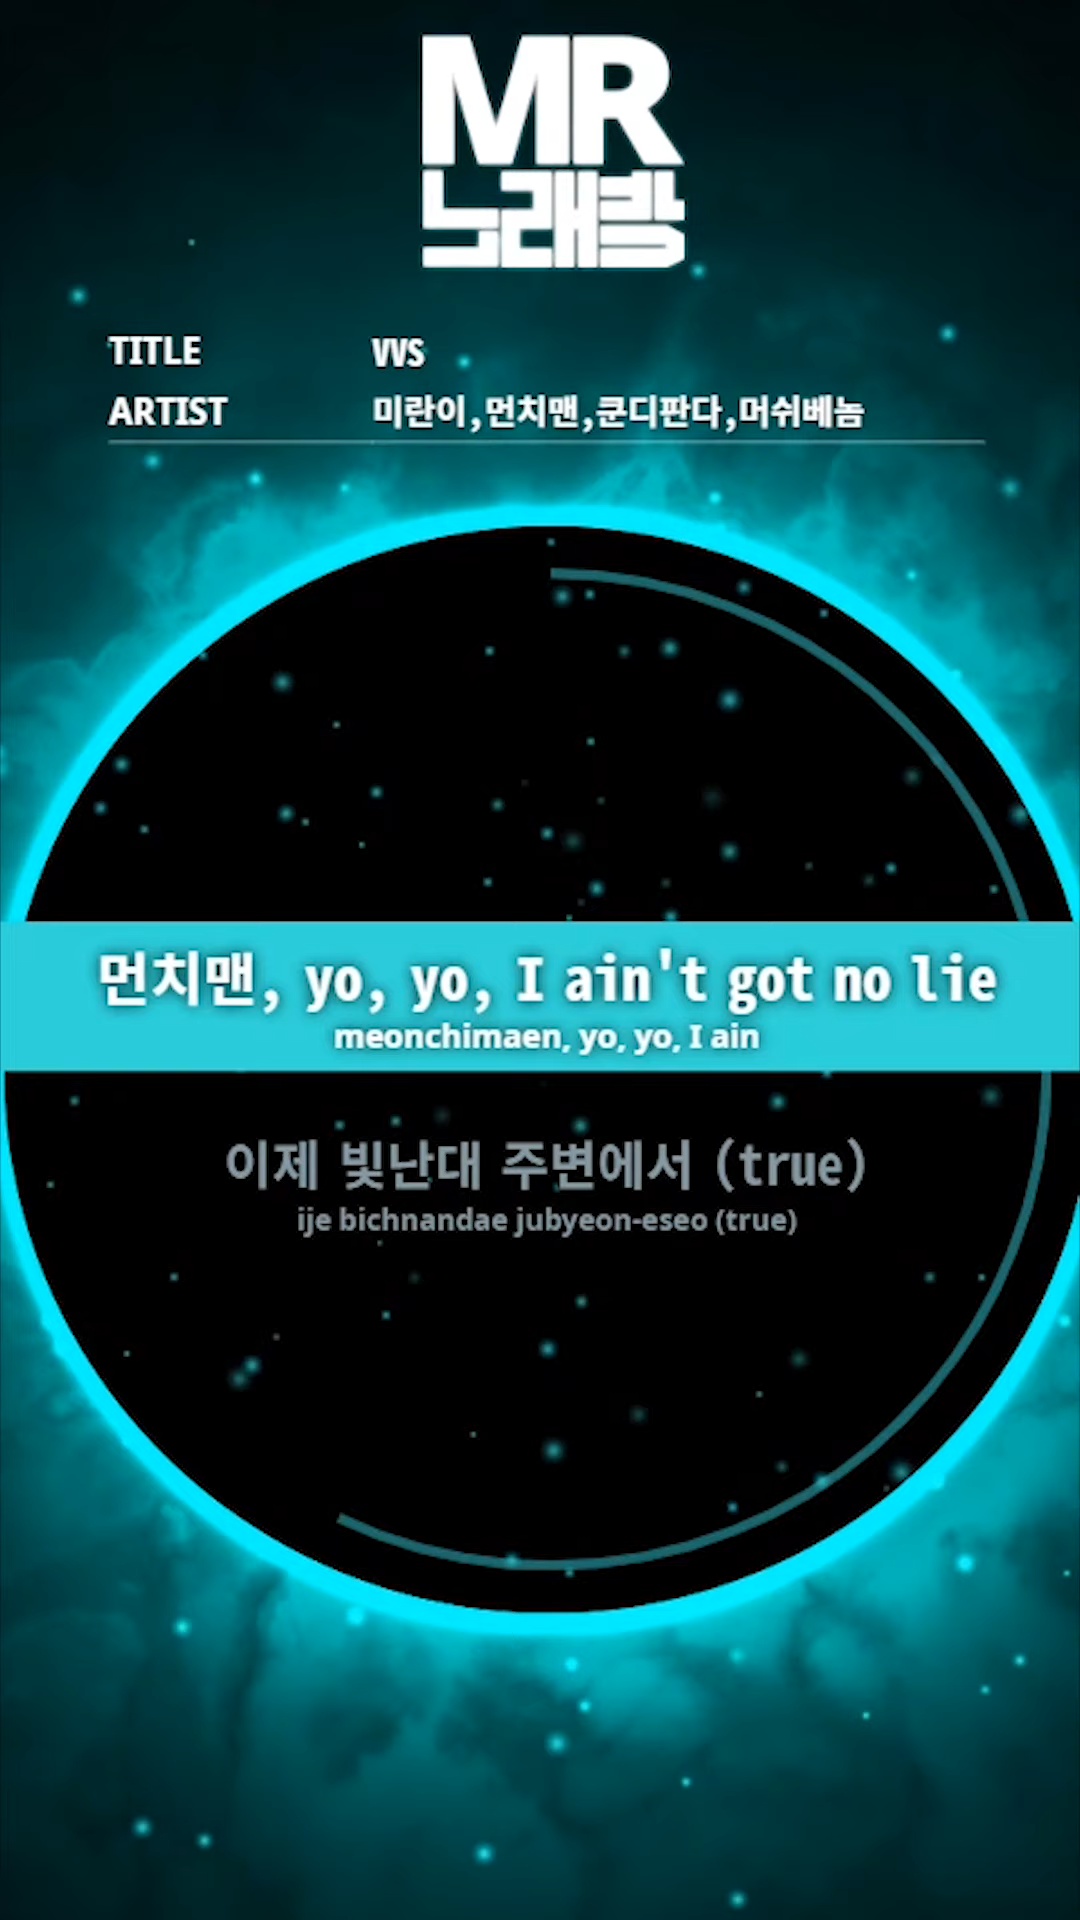 MR
노래방
TITLE VVS
ARTIST 미란이,먼치맨,쿤디판다,머쉬베놈
먼치맨, yo, yo, I ain't got no lie
meonchimaen, yo, yo, I ain
이제 빛난대 주변에서 (true)
ije bichnandae jubyeon-eseo (true)